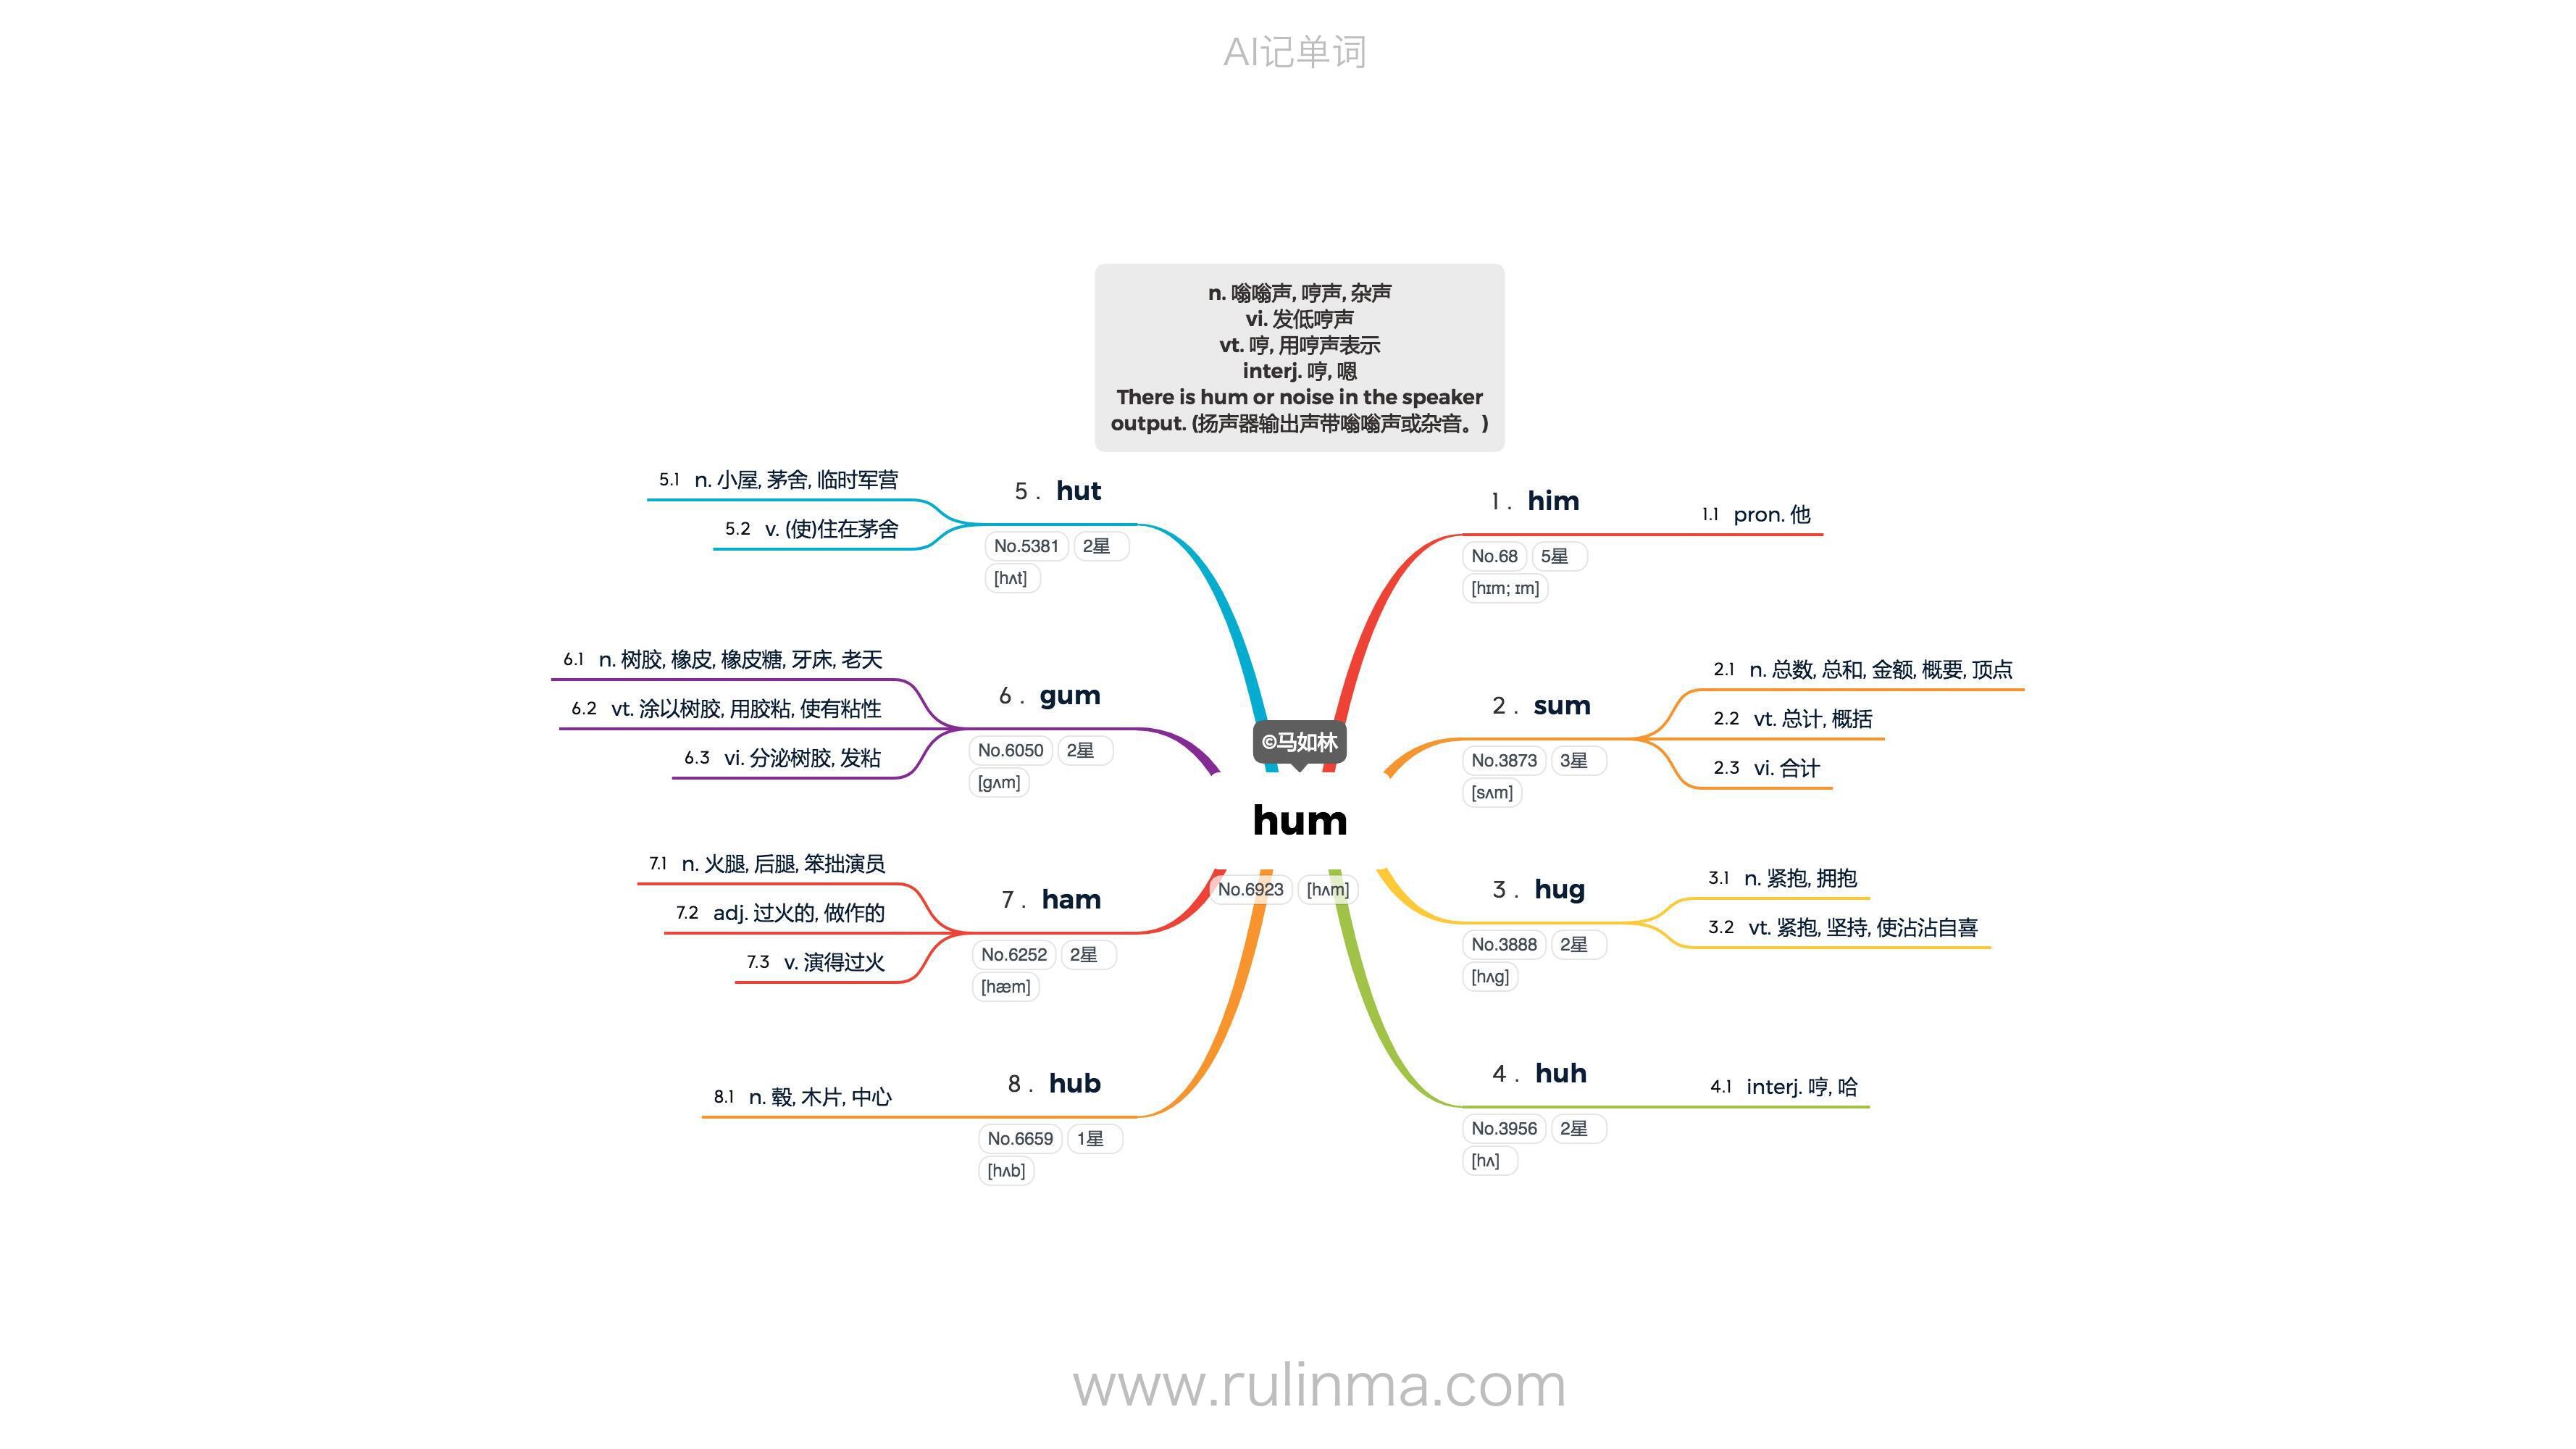 AI记单词
n. 嗡嗡声, 哼声, 杂声
vi. 发低哼声
vt. 哼, 用哼声表示
interj. 哼, 嗯
There is hum or noise in the speaker
output. (扬声器输出声带嗡嗡声或杂音。)
©马如林
hum
No.6923 [hʌm]
1 . him
No.68 5星
[hɪm; ɪm]
1.1 pron. 他
2 . sum
No.3873 3星
[sʌm]
2.1 n. 总数, 总和, 金额, 概要, 顶点
2.2 vt. 总计, 概括
2.3 vi. 合计
3 . hug
No.3888 2星
[hʌg]
3.1 n. 紧抱, 拥抱
3.2 vt. 紧抱, 坚持, 使沾沾自喜
4 . huh
No.3956 2星
[hʌ]
4.1 interj. 哼, 哈
5 . hut
No.5381 2星
[hʌt]
5.1 n. 小屋, 茅舍, 临时军营
5.2 v. (使)住在茅舍
6 . gum
No.6050 2星
[gʌm]
6.1 n. 树胶, 橡皮, 橡皮糖, 牙床, 老天
6.2 vt. 涂以树胶, 用胶粘, 使有粘性
6.3 vi. 分泌树胶, 发粘
7 . ham
No.6252 2星
[hæm]
7.1 n. 火腿, 后腿, 笨拙演员
7.2 adj. 过火的, 做作的
7.3 v. 演得过火
8 . hub
No.6659 1星
[hʌb]
8.1 n. 毂, 木片, 中心
www.rulinma.com